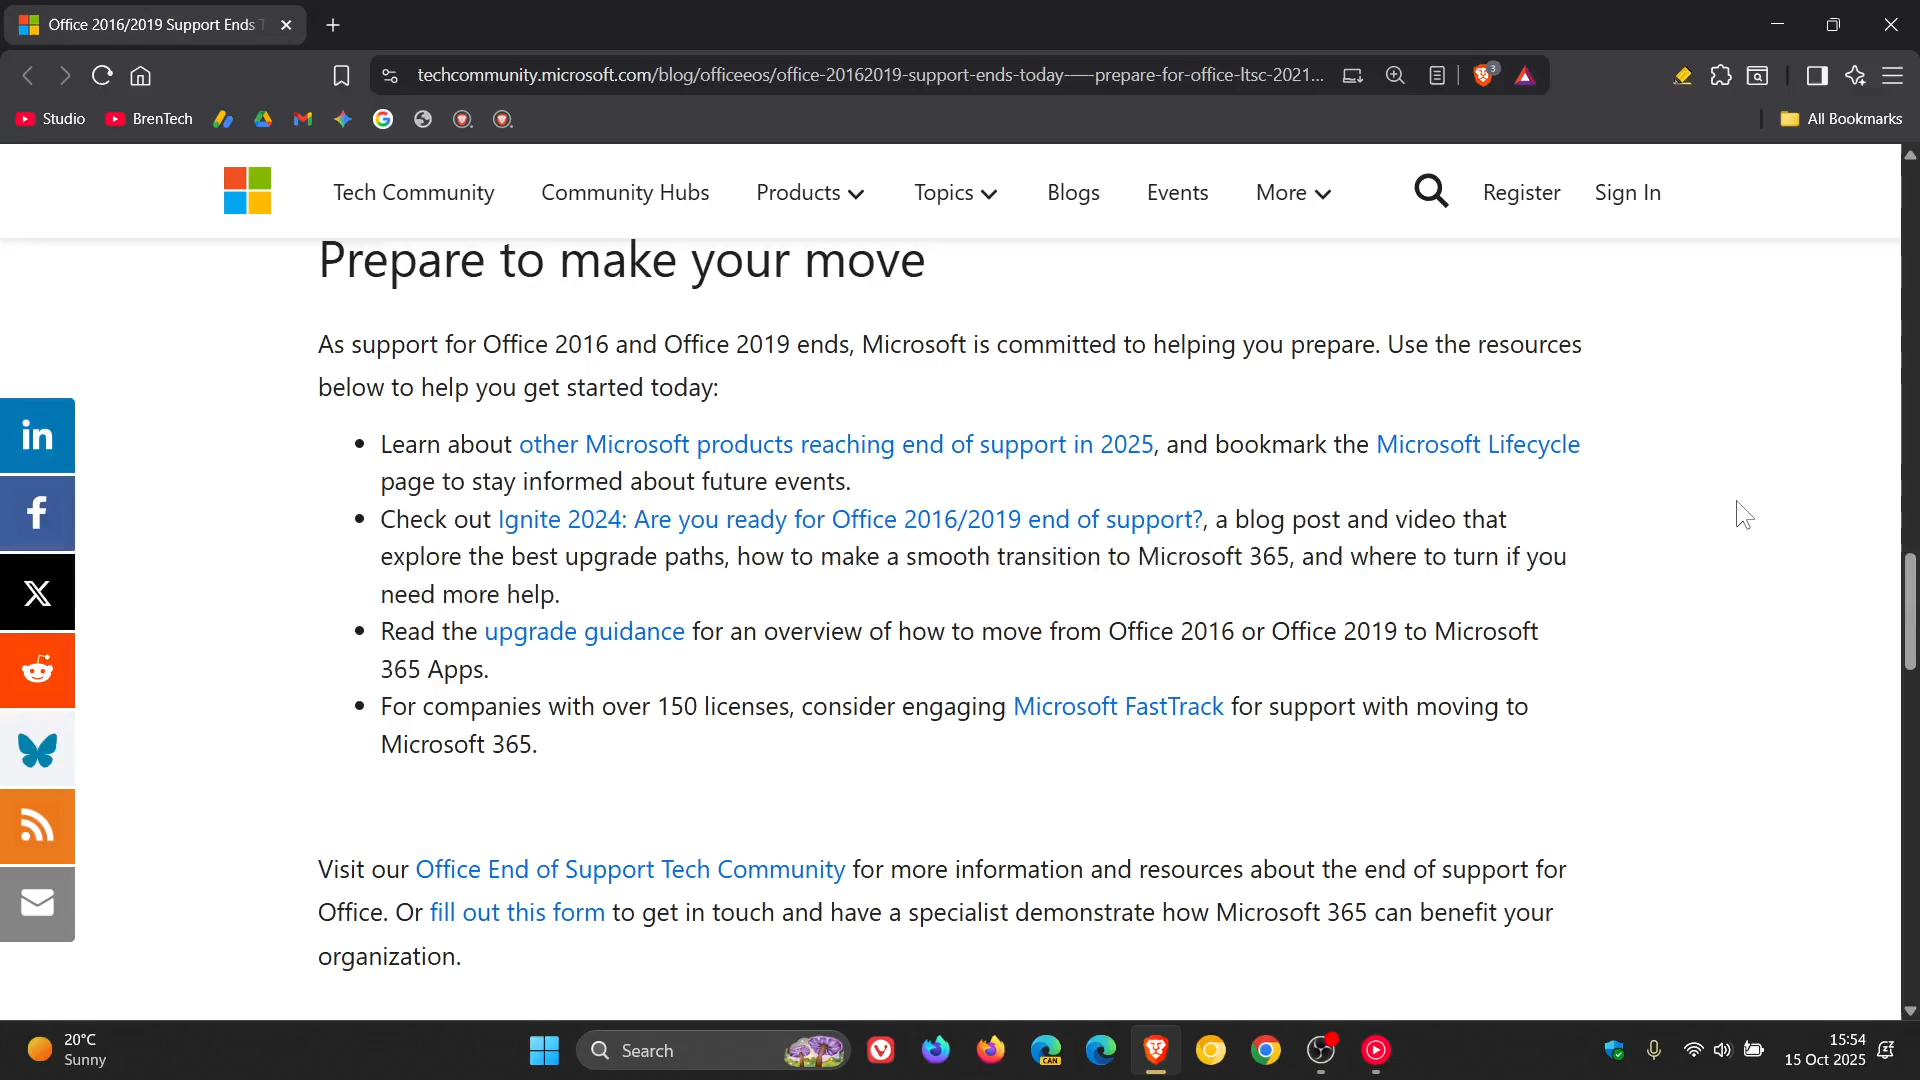 Office 2016/2019 Support Ends T
techcommunity.microsoft.com/blog/officeeos/office-20162019-support-ends-today-—–prepare-for-office-ltsc-2021...
3
Studio
BrenTech
All Bookmarks
Tech Community
Community Hubs
Products
Topics
Blogs
Events
More
Register
Sign In
Prepare to make your move
As support for Office 2016 and Office 2019 ends, Microsoft is committed to helping you prepare. Use the resources
below to help you get started today:
• Learn about other Microsoft products reaching end of support in 2025, and bookmark the Microsoft Lifecycle
page to stay informed about future events.
• Check out Ignite 2024: Are you ready for Office 2016/2019 end of support?, a blog post and video that
explore the best upgrade paths, how to make a smooth transition to Microsoft 365, and where to turn if you
need more help.
• Read the upgrade guidance for an overview of how to move from Office 2016 or Office 2019 to Microsoft
365 Apps.
• For companies with over 150 licenses, consider engaging Microsoft FastTrack for support with moving to
Microsoft 365.
Visit our Office End of Support Tech Community for more information and resources about the end of support for
Office. Or fill out this form to get in touch and have a specialist demonstrate how Microsoft 365 can benefit your
organization.
in
f
X
20°C
Sunny
Search
CAN
15:54
15 Oct 2025